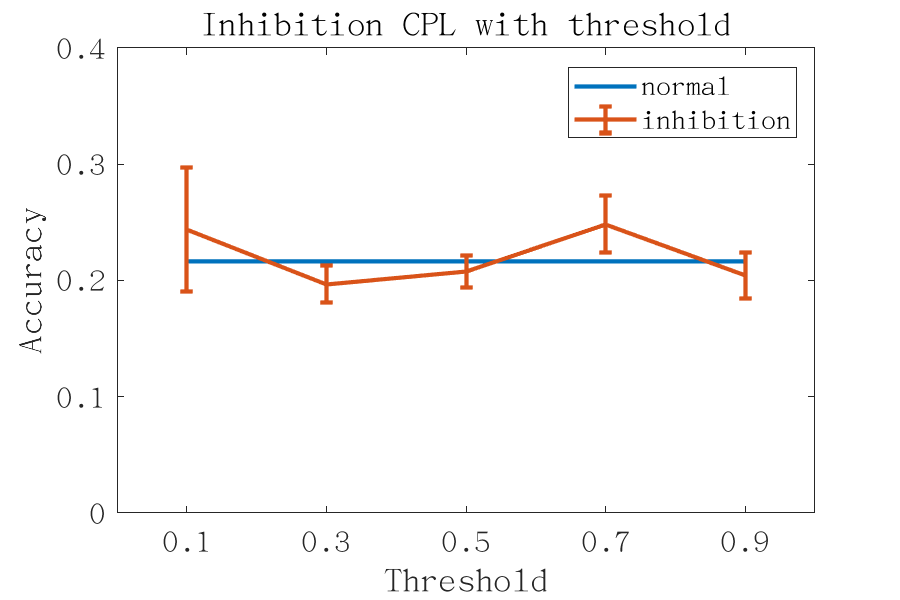 Inhibition CPL with threshold
normal
inhibition
0.4
0.3
0.2
0.1
0
Accuracy
0.1 0.3 0.5 0.7 0.9
Threshold